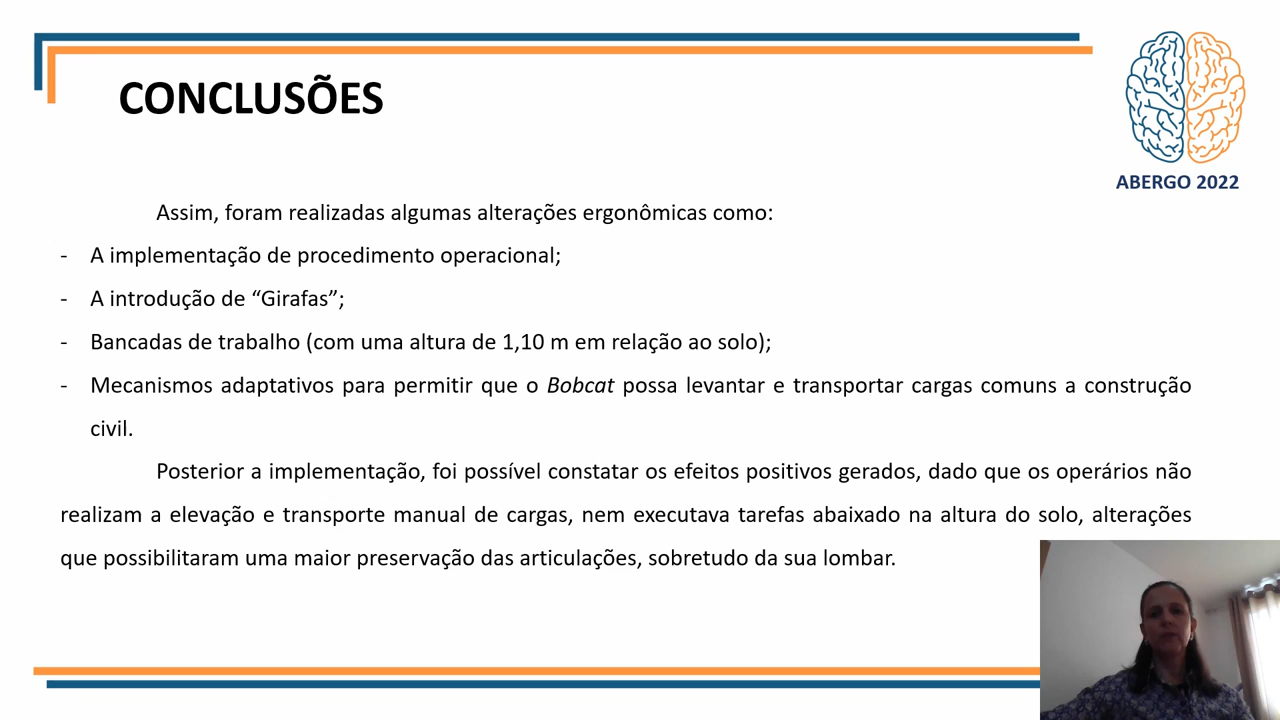 CONCLUSÕES
ABERGO 2022
Assim, foram realizadas algumas alterações ergonômicas como:
- A implementação de procedimento operacional;
- A introdução de “Girafas”;
- Bancadas de trabalho (com uma altura de 1,10 m em relação ao solo);
- Mecanismos adaptativos para permitir que o Bobcat possa levantar e transportar cargas comuns a construção
civil.
Posterior a implementação, foi possível constatar os efeitos positivos gerados, dado que os operários não
realizam a elevação e transporte manual de cargas, nem executava tarefas abaixado na altura do solo, alterações
que possibilitaram uma maior preservação das articulações, sobretudo da sua lombar.